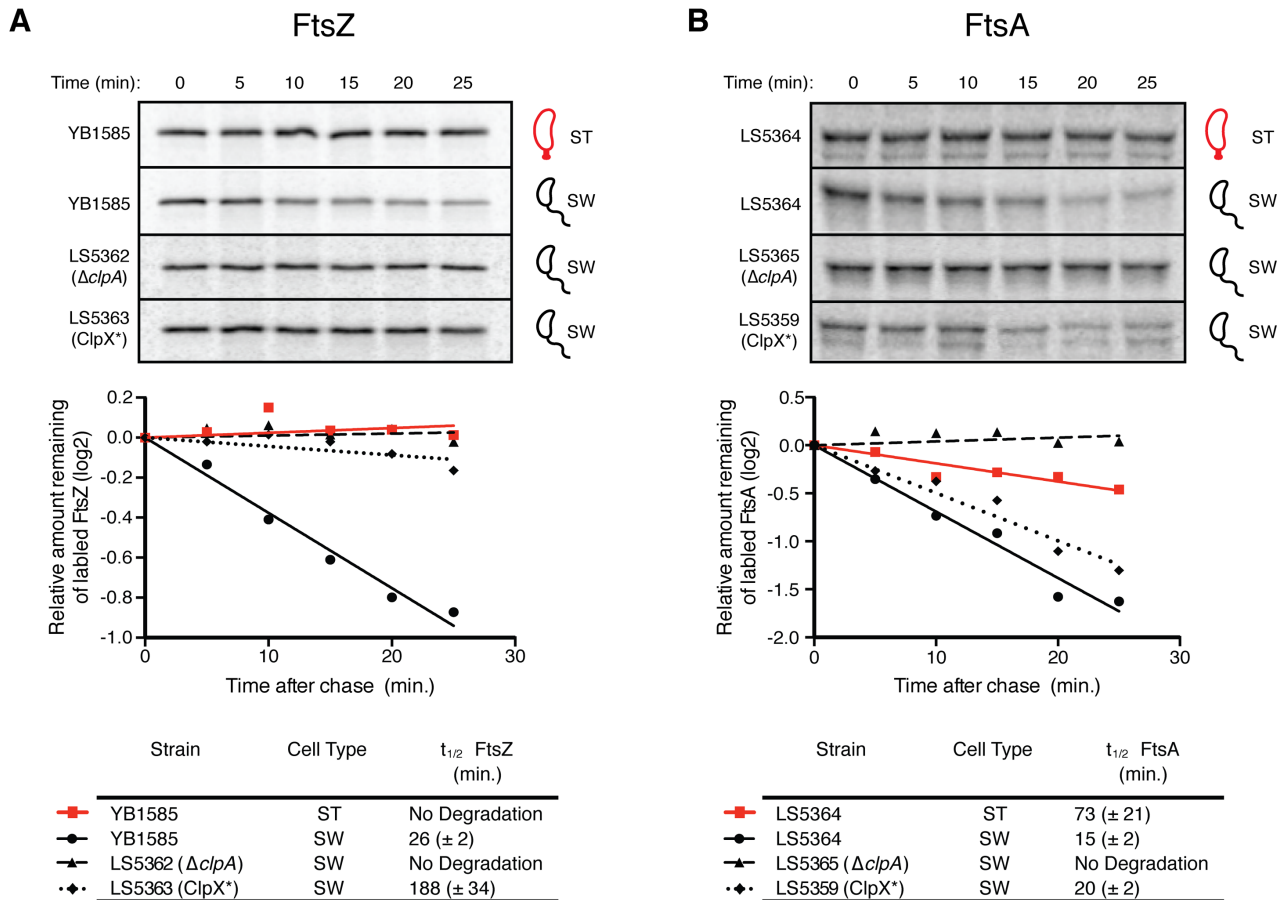 A
FtsZ
Time (min): 0 5 10 15 20 25
YB1585
ST
YB1585
SW
LS5362
(ΔclpA)
SW
LS5363
(ClpX*)
SW
Relative amount remaining
of labled FtsZ (log2)
0.2
0.0
-0.2
-0.4
-0.6
-0.8
-1.0
0 10 20 30
Time after chase (min.)
Strain Cell Type t1/2 FtsZ
(min.)
YB1585 ST No Degradation
YB1585 SW 26 (± 2)
LS5362 (ΔclpA) SW No Degradation
LS5363 (ClpX*) SW 188 (± 34)
B
FtsA
Time (min): 0 5 10 15 20 25
LS5364
ST
LS5364
SW
LS5365
(ΔclpA)
SW
LS5359
(ClpX*)
SW
Relative amount remaining
of labled FtsA (log2)
0.5
0.0
-0.5
-1.0
-1.5
-2.0
0 10 20 30
Time after chase (min.)
Strain Cell Type t1/2 FtsA
(min.)
LS5364 ST 73 (± 21)
LS5364 SW 15 (± 2)
LS5365 (ΔclpA) SW No Degradation
LS5359 (ClpX*) SW 20 (± 2)